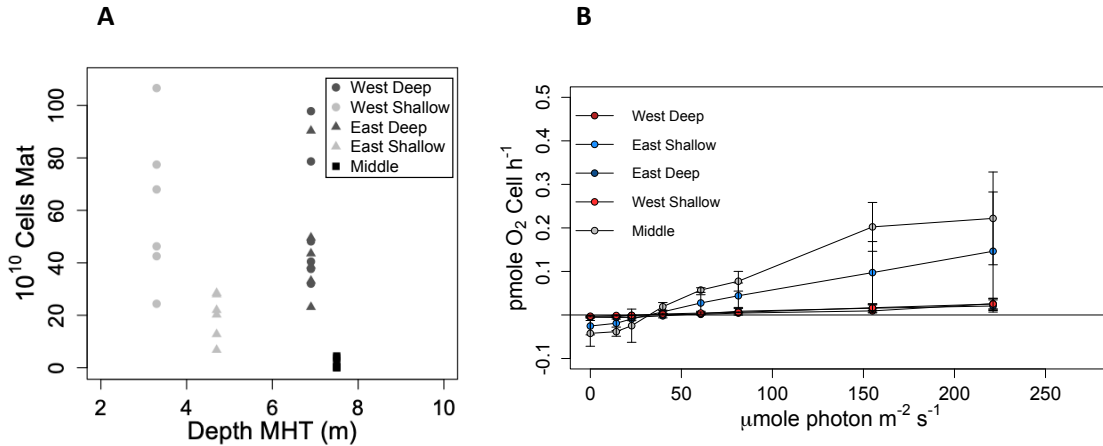 A
B
10¹⁰ Cells Mat
100
80
60
40
20
0
West Deep
West Shallow
East Deep
East Shallow
Middle
2 4 6 8 10
Depth MHT (m)
pmole O₂ Cell h⁻¹
0.5
0.4
0.3
0.2
0.1
-0.1
West Deep
East Shallow
East Deep
West Shallow
Middle
0 50 100 150 200 250
μmole photon m⁻² s⁻¹